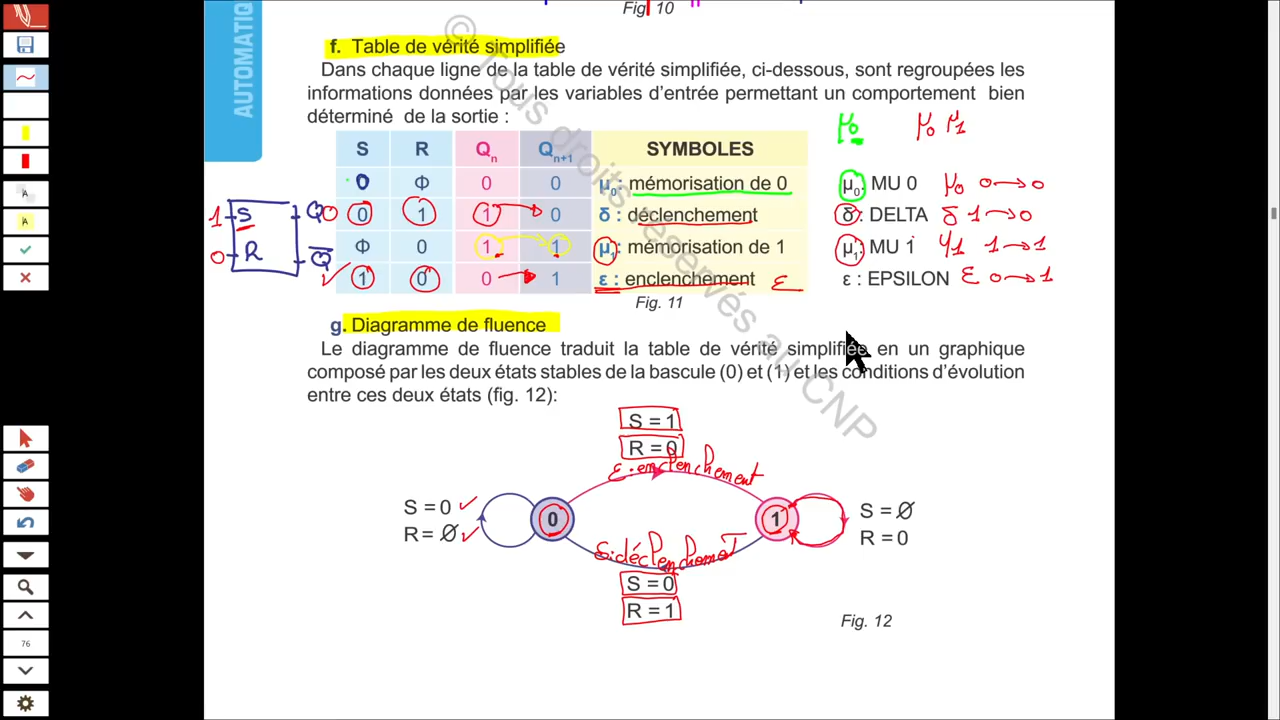 Fig 10
AUTOMATIQ
f. Table de vérité simplifiée
Dans chaque ligne de la table de vérité simplifiée, ci-dessous, sont regroupées les
informations données par les variables d'entrée permettant un comportement bien
déterminé de la sortie :
μ0 μ0 μ1
S R Qn Qn+1 SYMBOLES
0 Φ 0 0 μ0: mémorisation de 0 μ0: MU 0 μ0 0→0
1 S Q 0 0 1 1 0 δ : déclenchement δ : DELTA δ 1→0
0 R Q̅ Φ 0 1 1 μ1: mémorisation de 1 μ1: MU 1 μ1 1→1
✓ 1 0 0 1 ε : enclenchement ε ε : EPSILON ε 0→1
Fig. 11
g. Diagramme de fluence
Le diagramme de fluence traduit la table de vérité simplifiée en un graphique
composé par les deux états stables de la bascule (0) et (1) et les conditions d'évolution
entre ces deux états (fig. 12):
S = 1
R = 0
ε : enclenchement
S = 0 ✓
R = Ø ✓
0
1
S = Ø
R = 0
δ : déclenchement
S = 0
R = 1
Fig. 12
© Tous droits réservés au CNP
76